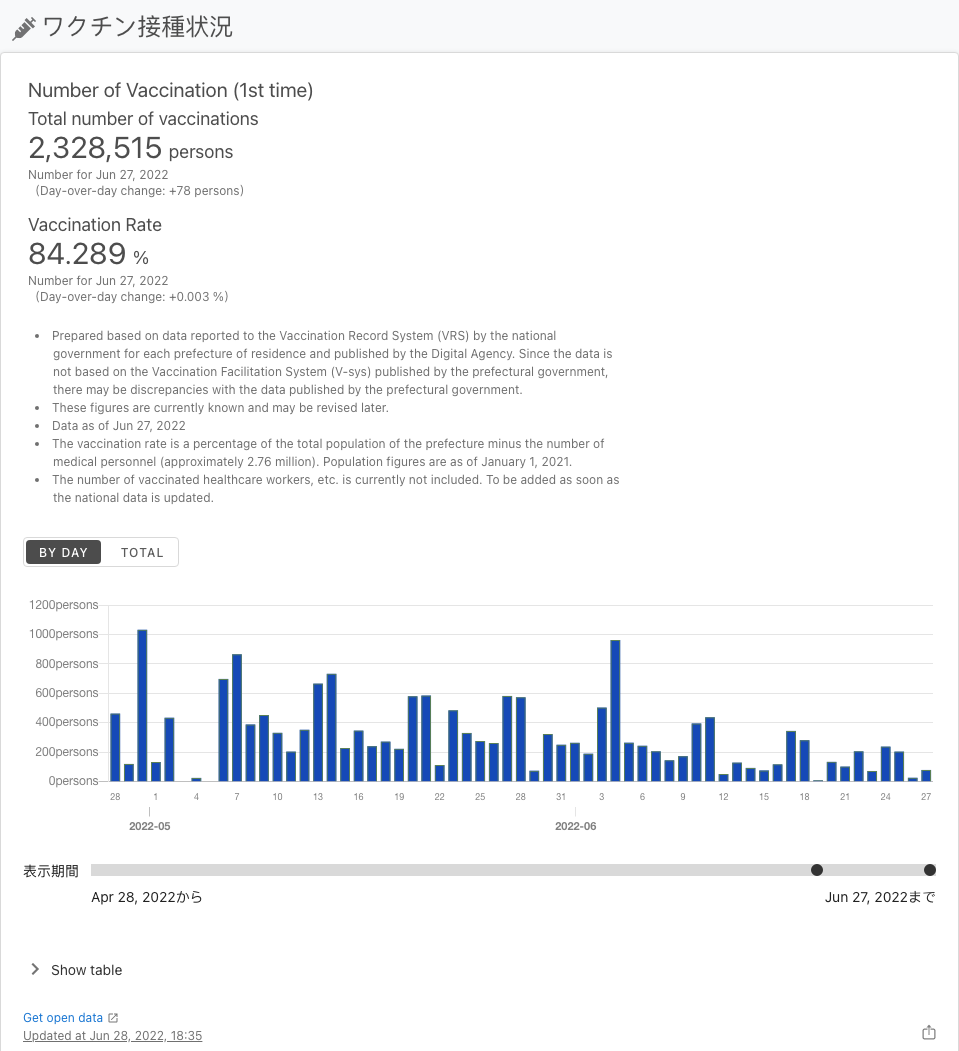 ワクチン接種状況
Number of Vaccination (1st time)
Total number of vaccinations
2,328,515 persons
Number for Jun 27, 2022
(Day-over-day change: +78 persons)
Vaccination Rate
84.289 %
Number for Jun 27, 2022
(Day-over-day change: +0.003 %)
• Prepared based on data reported to the Vaccination Record System (VRS) by the national
government for each prefecture of residence and published by the Digital Agency. Since the data is
not based on the Vaccination Facilitation System (V-sys) published by the prefectural government,
there may be discrepancies with the data published by the prefectural government.
• These figures are currently known and may be revised later.
• Data as of Jun 27, 2022
• The vaccination rate is a percentage of the total population of the prefecture minus the number of
medical personnel (approximately 2.76 million). Population figures are as of January 1, 2021.
• The number of vaccinated healthcare workers, etc. is currently not included. To be added as soon as
the national data is updated.
BY DAY TOTAL
1200persons
1000persons
800persons
600persons
400persons
200persons
0persons
28 1 4 7 10 13 16 19 22 25 28 31 3 6 9 12 15 18 21 24 27
2022-05 2022-06
表示期間
Apr 28, 2022から Jun 27, 2022まで
Show table
Get open data
Updated at Jun 28, 2022, 18:35